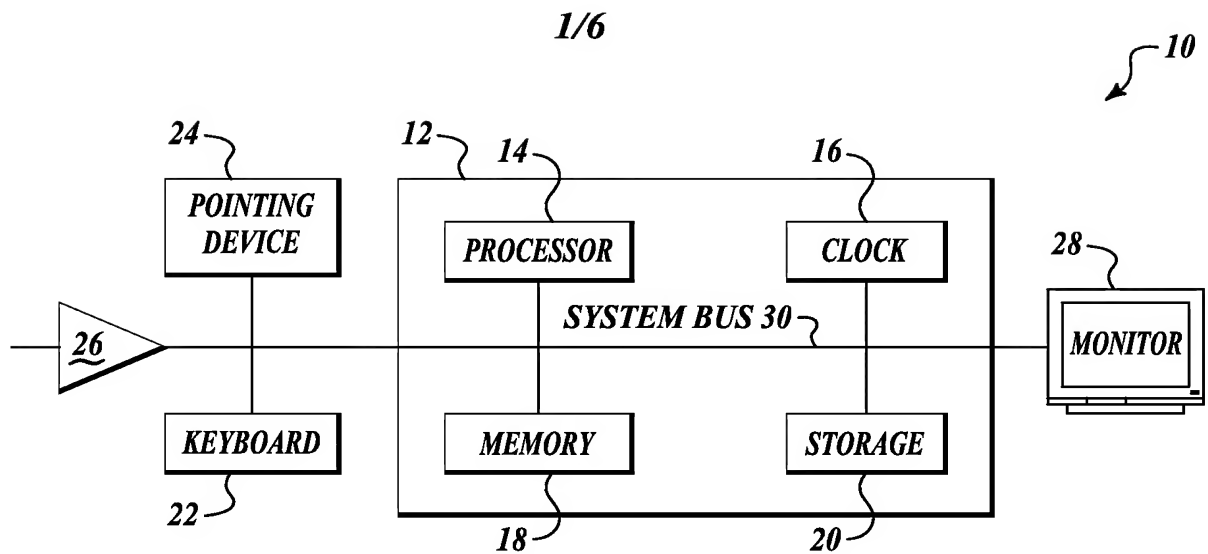 1/6
10
24
12
14
16
POINTING
DEVICE
PROCESSOR
CLOCK
28
SYSTEM BUS 30
26
MONITOR
KEYBOARD
MEMORY
STORAGE
22
18
20